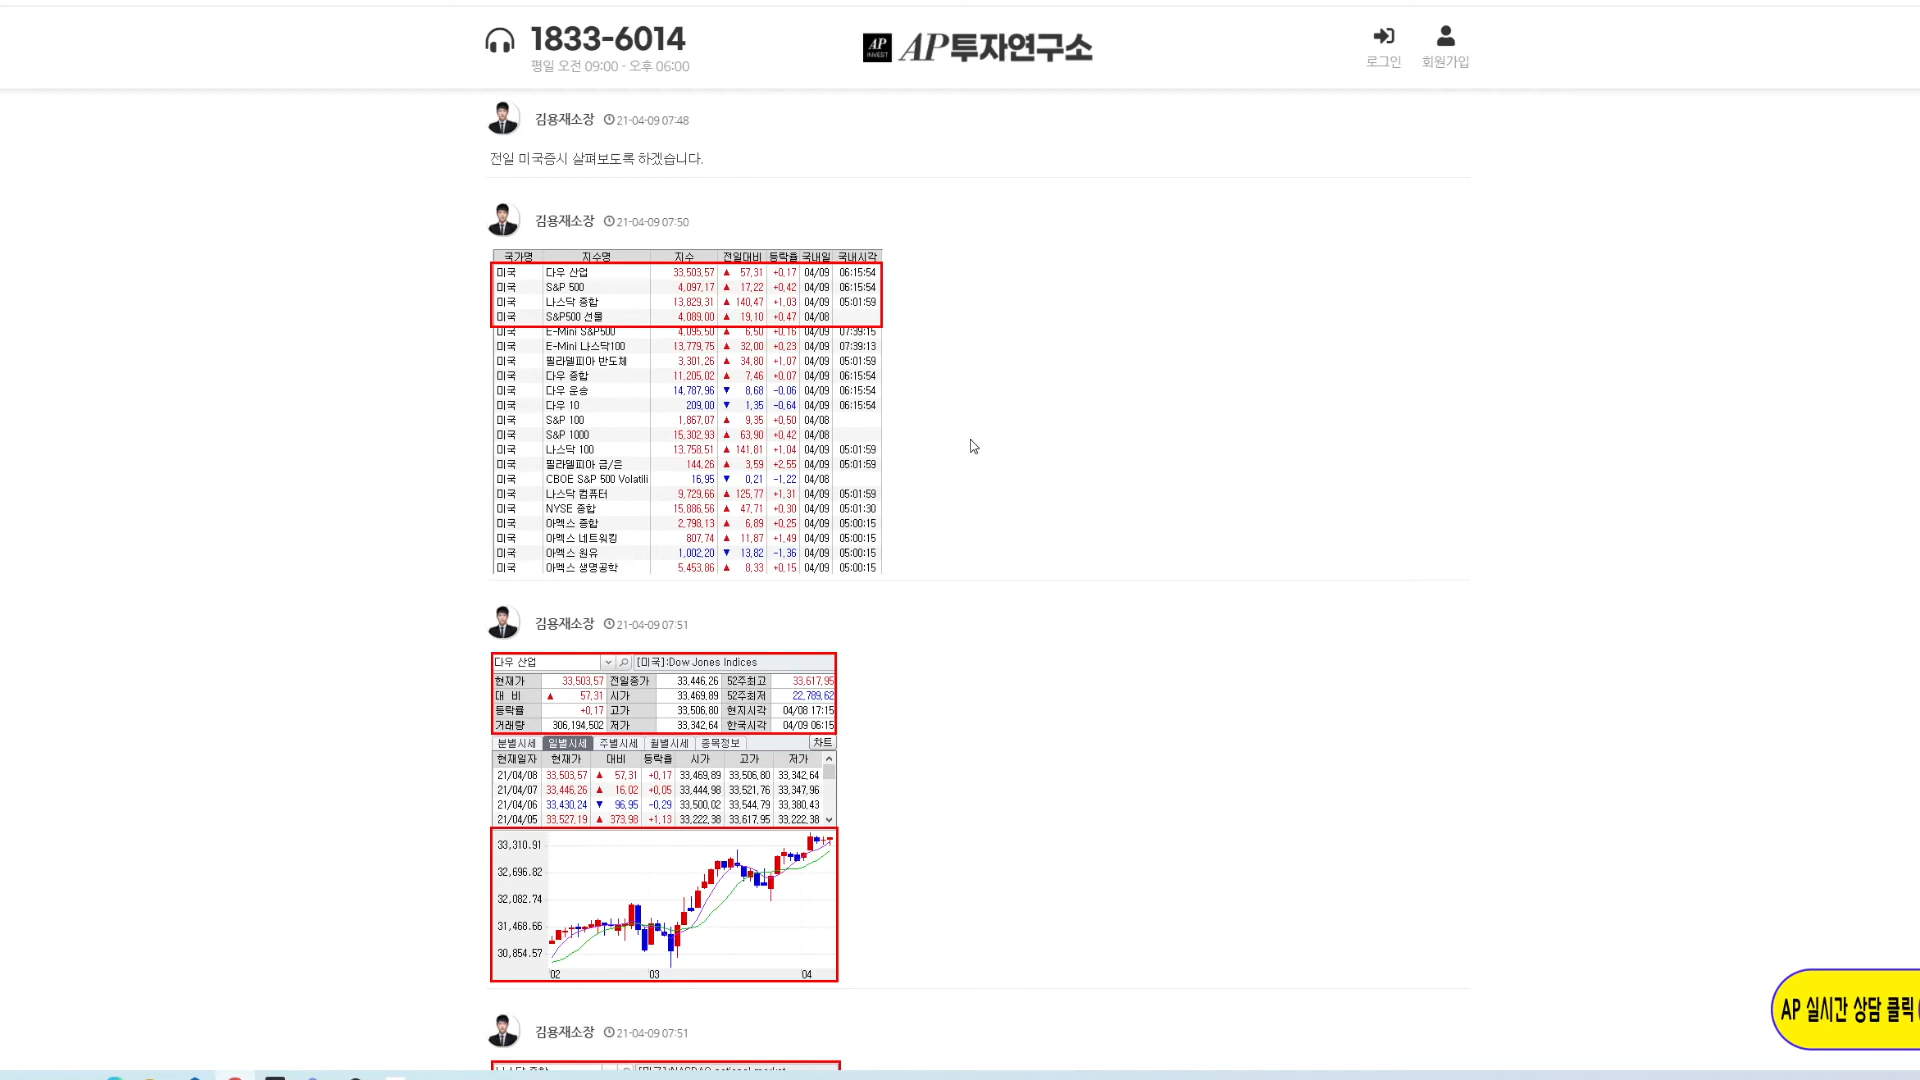 1833-6014
평일 오전 09:00 - 오후 06:00
AP INVEST AP투자연구소
로그인 회원가입
김용재소장 21-04-09 07:48
전일 미국증시 살펴보도록 하겠습니다.
김용재소장 21-04-09 07:50
국가명 지수명 지수 전일대비 등락율 국내일 국내시각
미국 다우 산업 33,503,57 ▲ 57,31 +0,17 04/09 06:15:54
미국 S&P 500 4,097,17 ▲ 17,22 +0,42 04/09 06:15:54
미국 나스닥 종합 13,829,31 ▲ 140,47 +1,03 04/09 05:01:59
미국 S&P500 선물 4,089,00 ▲ 19,10 +0,47 04/08
미국 E-Mini S&P500 4,095,50 ▲ 6,50 +0,16 04/09 07:39:15
미국 E-Mini 나스닥100 13,779,75 ▲ 32,00 +0,23 04/09 07:39:13
미국 필라델피아 반도체 3,301,26 ▲ 34,80 +1,07 04/09 05:01:59
미국 다우 종합 11,205,02 ▲ 7,46 +0,07 04/09 06:15:54
미국 다우 운송 14,787,96 ▼ 8,68 -0,06 04/09 06:15:54
미국 다우 10 209,00 ▼ 1,35 -0,64 04/09 06:15:54
미국 S&P 100 1,867,07 ▲ 9,35 +0,50 04/08
미국 S&P 1000 15,302,93 ▲ 63,90 +0,42 04/08
미국 나스닥 100 13,758,51 ▲ 141,81 +1,04 04/09 05:01:59
미국 필라델피아 금/은 144,26 ▲ 3,59 +2,55 04/09 05:01:59
미국 CBOE S&P 500 Volatili 16,95 ▼ 0,21 -1,22 04/08
미국 나스닥 컴퓨터 9,729,66 ▲ 125,77 +1,31 04/09 05:01:59
미국 NYSE 종합 15,886,56 ▲ 47,71 +0,30 04/09 05:01:30
미국 아멕스 종합 2,798,13 ▲ 6,89 +0,25 04/09 05:00:15
미국 아멕스 네트워킹 807,74 ▲ 11,87 +1,49 04/09 05:00:15
미국 아멕스 원유 1,002,20 ▼ 13,82 -1,36 04/09 05:00:15
미국 아멕스 생명공학 5,453,86 ▲ 8,33 +0,15 04/09 05:00:15
김용재소장 21-04-09 07:51
다우 산업 [미국]:Dow Jones Indices
현재가 33,503,57 전일종가 33,446,26 52주최고 33,617,95
대 비 ▲ 57,31 시가 33,469,89 52주최저 22,789,62
등락률 +0,17 고가 33,506,80 현지시각 04/08 17:15
거래량 306,194,502 저가 33,342,64 한국시각 04/09 06:15
분별시세 일별시세 주별시세 월별시세 종목정보 차트
현재일자 현재가 대비 등락율 시가 고가 저가
21/04/08 33,503,57 ▲ 57,31 +0,17 33,469,89 33,506,80 33,342,64
21/04/07 33,446,26 ▲ 16,02 +0,05 33,444,98 33,521,76 33,347,96
21/04/06 33,430,24 ▼ 96,95 -0,29 33,500,02 33,544,79 33,380,43
21/04/05 33,527,19 ▲ 373,98 +1,13 33,222,38 33,617,95 33,222,38
33,310.91
32,696.82
32,082.74
31,468.66
30,854.57
02 03 04
김용재소장 21-04-09 07:51
AP 실시간 상담 클릭